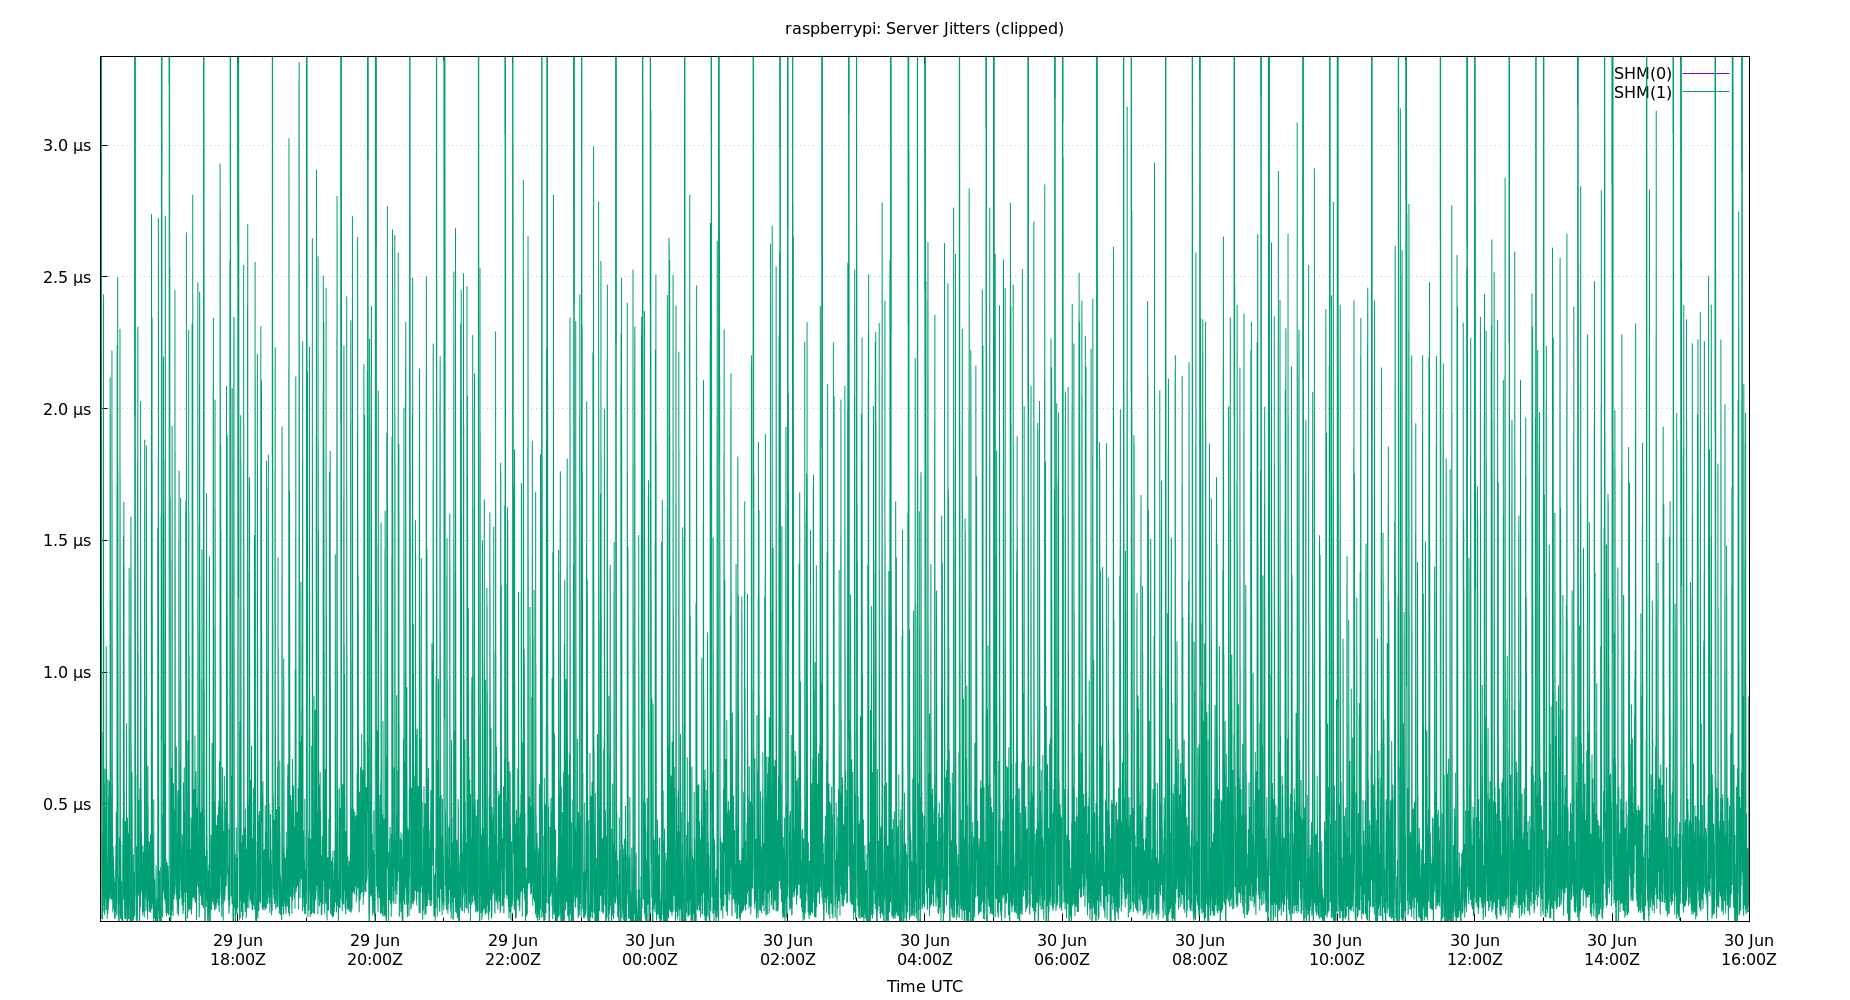 raspberrypi: Server Jitters (clipped)
SHM(0)
SHM(1)
3.0 µs
2.5 µs
2.0 µs
1.5 µs
1.0 µs
0.5 µs
29 Jun 29 Jun 29 Jun 30 Jun 30 Jun 30 Jun 30 Jun 30 Jun 30 Jun 30 Jun 30 Jun 30 Jun
18:00Z 20:00Z 22:00Z 00:00Z 02:00Z 04:00Z 06:00Z 08:00Z 10:00Z 12:00Z 14:00Z 16:00Z
Time UTC